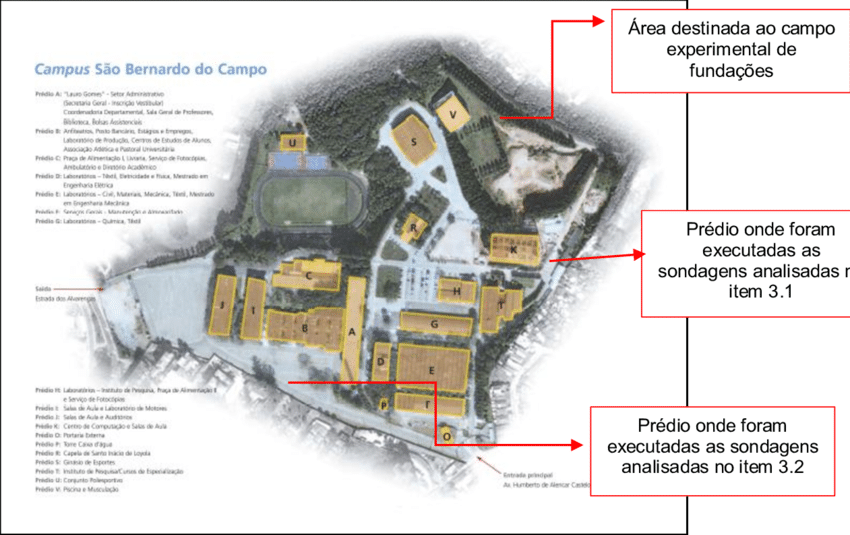 Campus São Bernardo do Campo
Prédio A: "Lauro Gomes" – Setor Administrativo
(Secretaria Geral - Inscrição Vestibular)
Coordenadoria Departamental, Sala Geral de Professores,
Biblioteca, Bolsas Assistenciais
Prédio B: Anfiteatros, Posto Bancário, Estágios e Empregos,
Laboratório de Produção, Centros de Estudos de Alunos,
Associação Atlética e Pastoral Universitária
Prédio C: Praça de Alimentação I, Livraria, Serviço de Fotocópias,
Ambulatório e Diretório Acadêmico
Prédio D: Laboratórios – Têxtil, Eletricidade e Física, Mestrado em
Engenharia Elétrica
Prédio E: Laboratórios – Civil, Materiais, Mecânica, Têxtil, Mestrado
em Engenharia Mecânica
Prédio F: Serviços Gerais - Manutenção e Almoxarifado
Prédio G: Laboratórios – Química, Têxtil
Área destinada ao campo
experimental de
fundações
V
S
U
R
K
Prédio onde foram
executadas as
sondagens analisadas n
item 3.1
C
H
J
I
T
B
A
G
Saída
Estrada dos Alvarengas
D
E
P
F
O
Prédio H: Laboratórios – Instituto de Pesquisa, Praça de Alimentação II
e Serviço de Fotocópias
Prédio I: Salas de Aula e Laboratório de Motores
Prédio J: Salas de Aula e Auditórios
Prédio K: Centro de Computação e Salas de Aula
Prédio O: Portaria Externa
Prédio P: Torre Caixa d'água
Prédio R: Capela de Santo Inácio de Loyola
Prédio S: Ginásio de Esportes
Prédio T: Instituto de Pesquisa/Cursos de Especialização
Prédio U: Conjunto Poliesportivo
Prédio V: Piscina e Musculação
Prédio onde foram
executadas as sondagens
analisadas no item 3.2
Entrada principal
Av. Humberto de Alencar Castelo